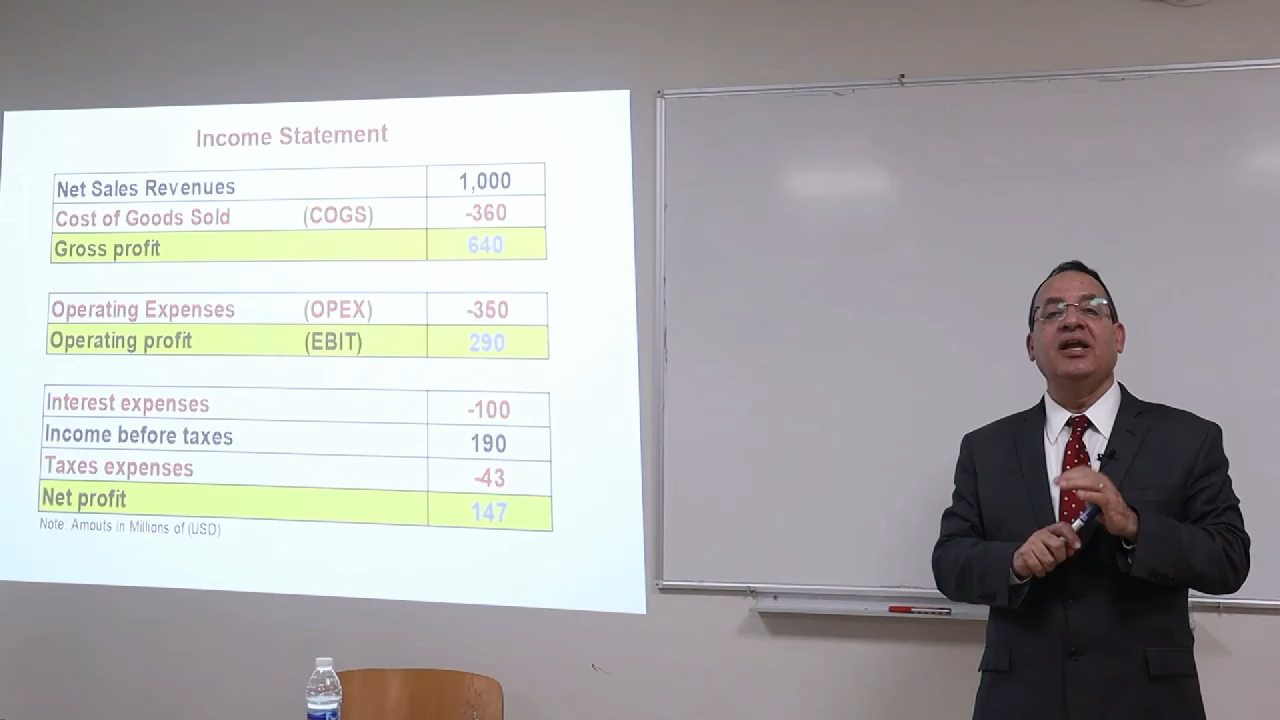 Income Statement
Net Sales Revenues 1,000
Cost of Goods Sold (COGS) -360
Gross profit 640
Operating Expenses (OPEX) -350
Operating profit (EBIT) 290
Interest expenses -100
Income before taxes 190
Taxes expenses -43
Net profit 147
Note: Amouts in Millions of (USD)